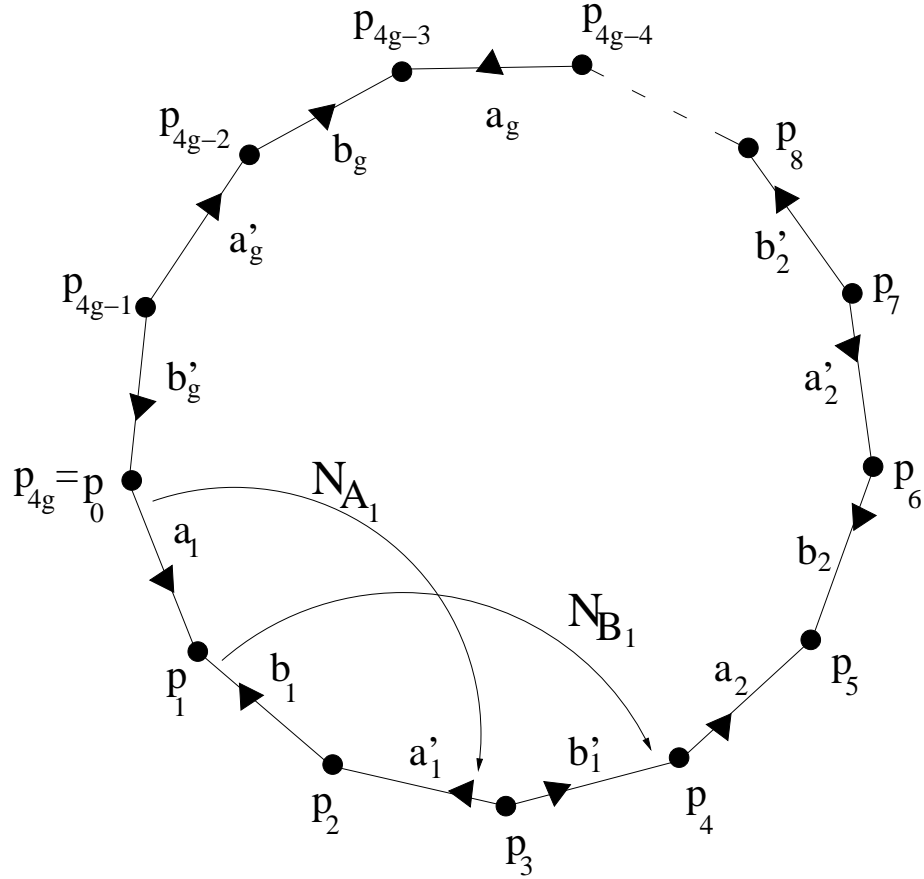 p_{4g−3}
p_{4g−4}
a_g
p_{4g−2}
b_g
p_8
a'_g
b'_2
p_{4g−1}
p_7
b'_g
a'_2
p_{4g}=p_0
N_{A_1}
p_6
a_1
b_2
N_{B_1}
p_1
b_1
a_2
p_5
a'_1
b'_1
p_2
p_4
p_3